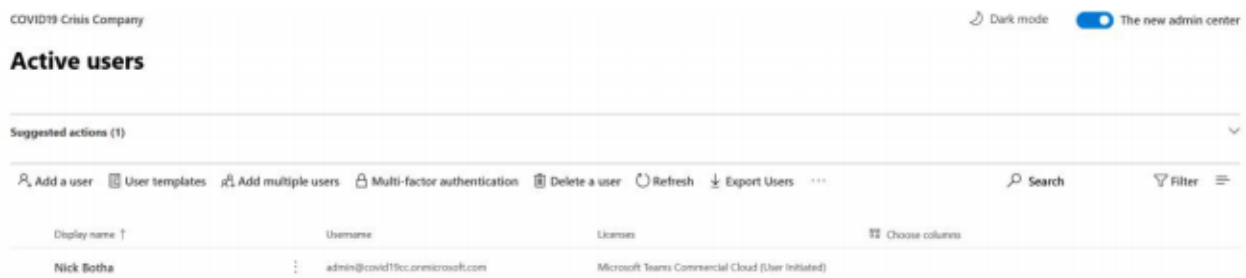 COVID19 Crisis Company
Dark mode
The new admin center
Active users
Suggested actions (1)
Add a user User templates Add multiple users Multi-factor authentication Delete a user Refresh Export Users ... Search Filter
Display name ↑ Username Licenses Choose columns
Nick Botha admin@covid19cc.onmicrosoft.com Microsoft Teams Commercial Cloud (User Initiated)